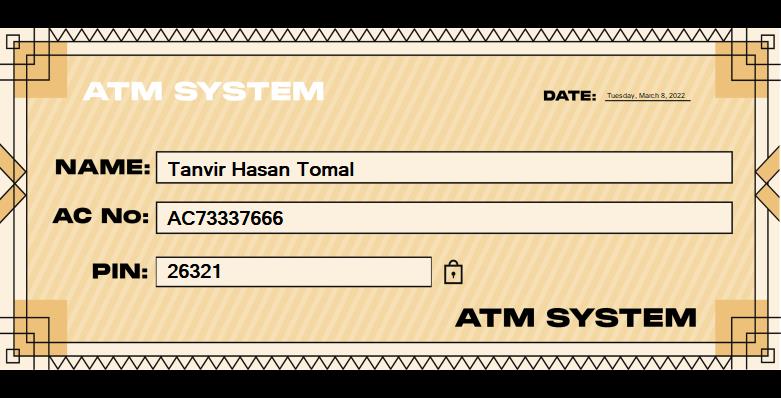 ATM SYSTEM
DATE: Tuesday, March 8, 2022
NAME: Tanvir Hasan Tomal
AC No: AC73337666
PIN: 26321
ATM SYSTEM